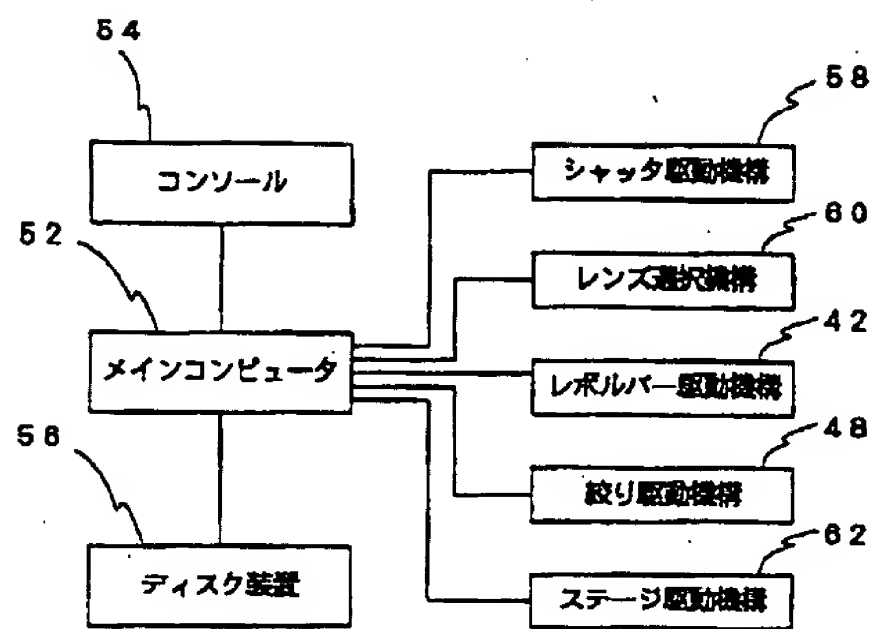 54
コンソール
52
メインコンピュータ
56
ディスク装置
58
シャッタ駆動機構
60
レンズ選択機構
42
レボルバー駆動機構
48
絞り駆動機構
62
ステージ駆動機構